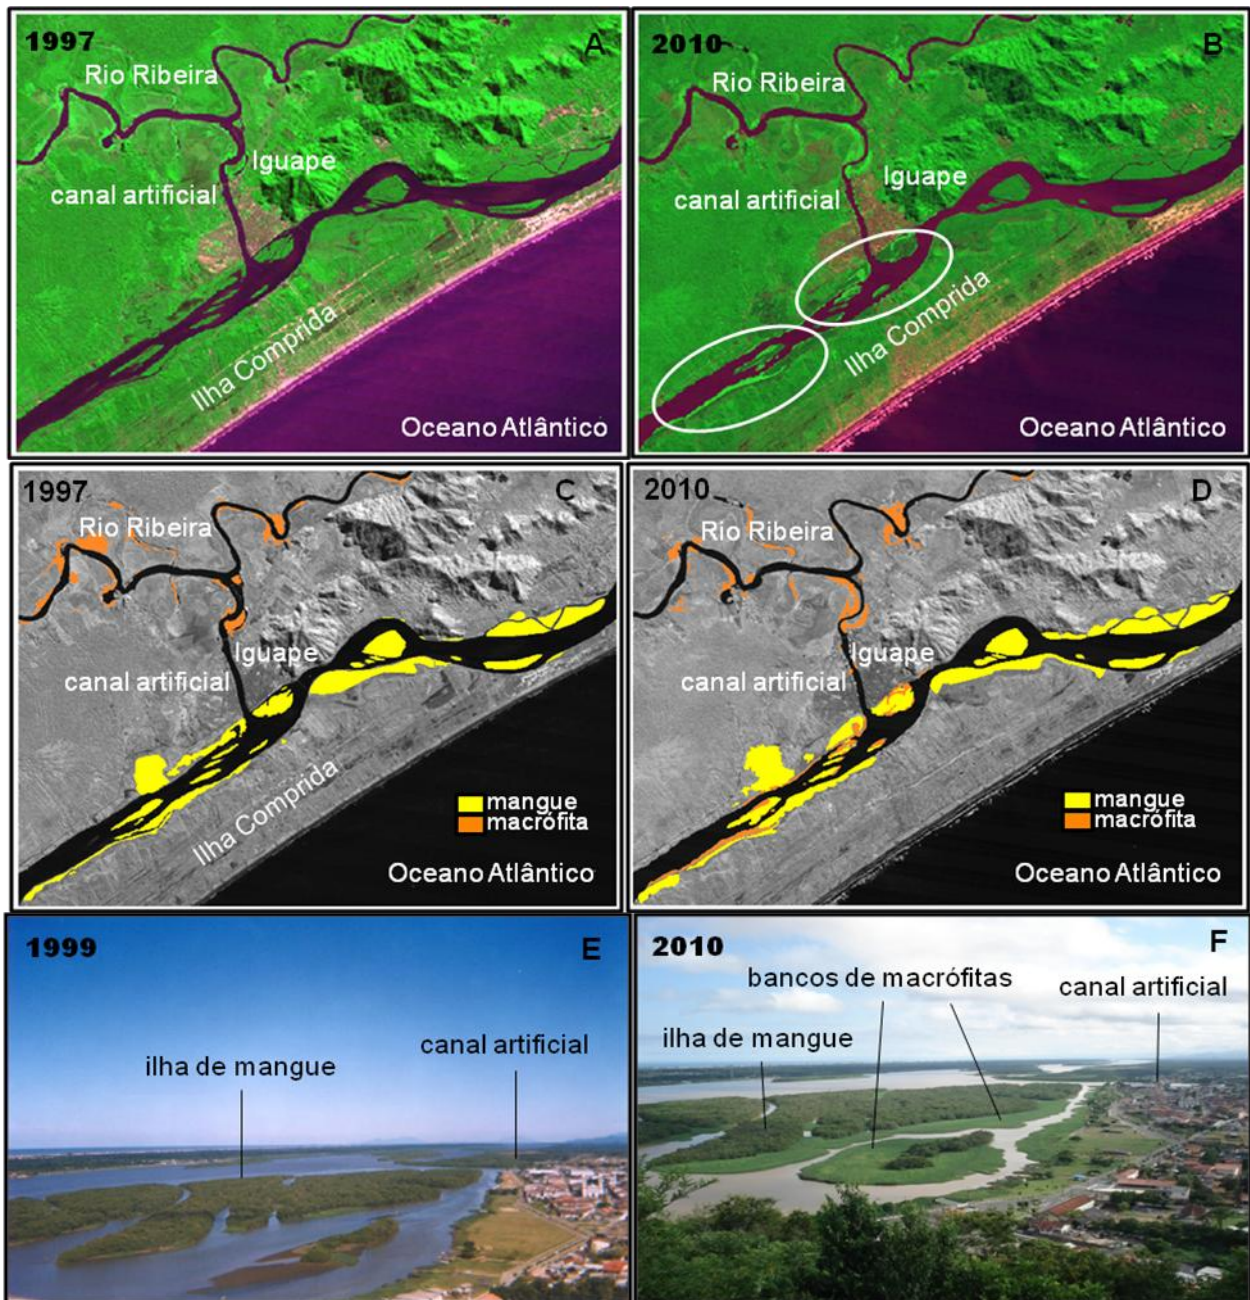 1997
A
Rio Ribeira
Iguape
canal artificial
Ilha Comprida
Oceano Atlântico
2010
B
Rio Ribeira
Iguape
canal artificial
Ilha Comprida
Oceano Atlântico
1997
C
Rio Ribeira
Iguape
canal artificial
Ilha Comprida
mangue
macrófita
Oceano Atlântico
2010
D
Rio Ribeira
Iguape
canal artificial
mangue
macrófita
Oceano Atlântico
1999
E
canal artificial
ilha de mangue
2010
F
bancos de macrófitas
canal artificial
ilha de mangue